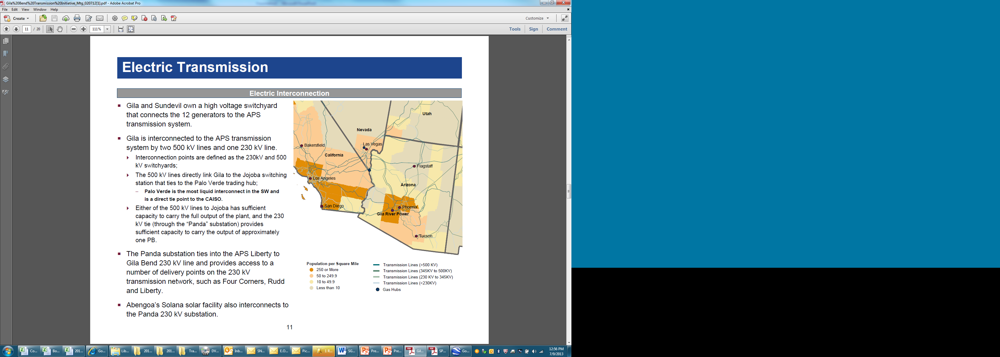 Gila%20Bend%20Transmission%20Initiative_Mtg_020712[1].pdf - Adobe Acrobat Pro
File Edit View Window Help
Create
Customize
11 / 20
111%
Tools Sign Comment
Electric Transmission
Electric Interconnection
Gila and Sundevil own a high voltage switchyard
that connects the 12 generators to the APS
transmission system.
Gila is interconnected to the APS transmission
system by two 500 kV lines and one 230 kV line.
Interconnection points are defined as the 230kV and 500
kV switchyards;
The 500 kV lines directly link Gila to the Jojoba switching
station that ties to the Palo Verde trading hub;
– Palo Verde is the most liquid interconnect in the SW and
is a direct tie point to the CAISO.
Either of the 500 kV lines to Jojoba has sufficient
capacity to carry the full output of the plant, and the 230
kV tie (through the “Panda” substation) provides
sufficient capacity to carry the output of approximately
one PB.
The Panda substation ties into the APS Liberty to
Gila Bend 230 kV line and provides access to a
number of delivery points on the 230 kV
transmission network, such as Four Corners, Rudd
and Liberty.
Abengoa’s Solana solar facility also interconnects to
the Panda 230 kV substation.
Utah
Nevada
Las Vegas
Bakersfield
California
Flagstaff
Los Angeles
Arizona
San Diego
Phoenix
Gila River Power
Tucson
Population per Square Mile
250 or More
50 to 249.9
10 to 49.9
Less than 10
Transmission Lines (>500 KV)
Transmission Lines (345KV to 500KV)
Transmission Lines (230 KV to 345KV)
Transmission Lines (<230KV)
Gas Hubs
11
Co... Bo... 201... Go... Lib... 201... 201... Tra... DV... Inb... SN... E.O... Pic... 1 R... SG... Pre... Pre... Gil... SP... Go...
12:56 PM
7/9/2013